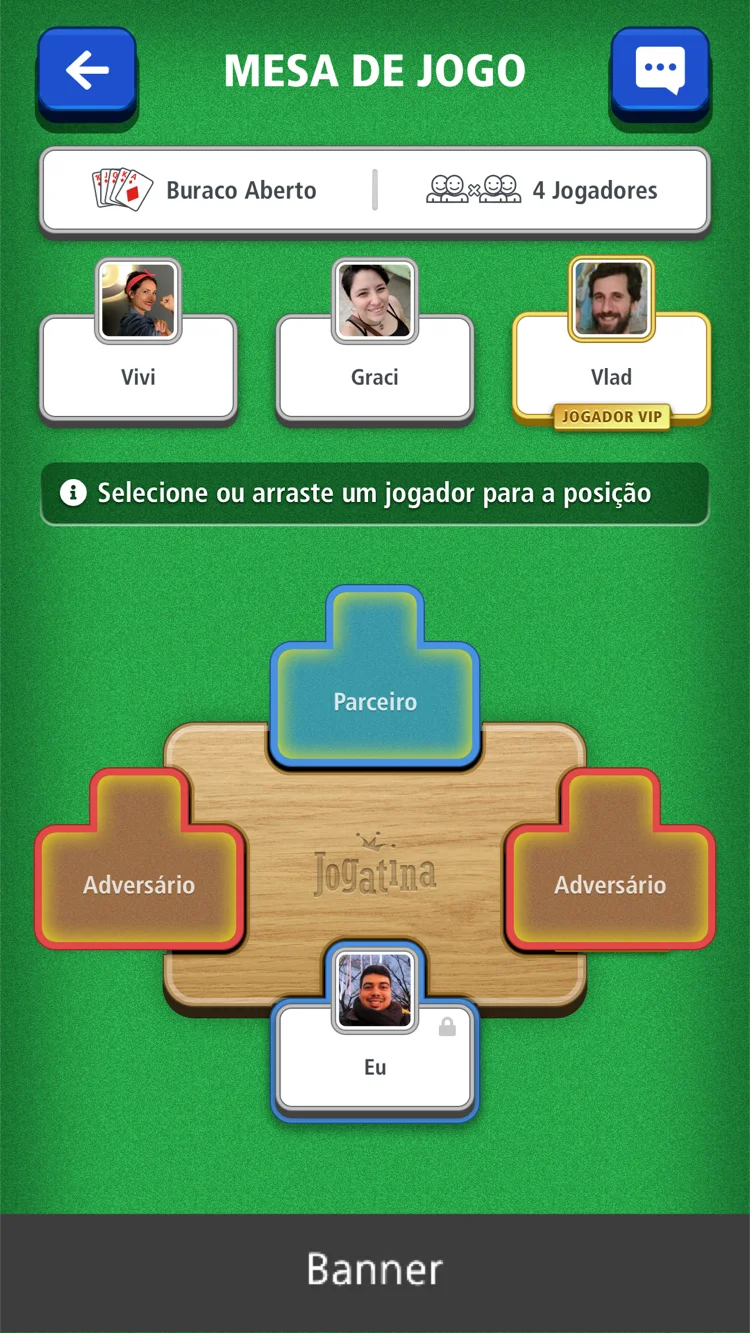 MESA DE JOGO
Buraco Aberto
4 Jogadores
Vivi
Graci
Vlad
JOGADOR VIP
Selecione ou arraste um jogador para a posição
Parceiro
Adversário
Jogatina
Adversário
Eu
Banner